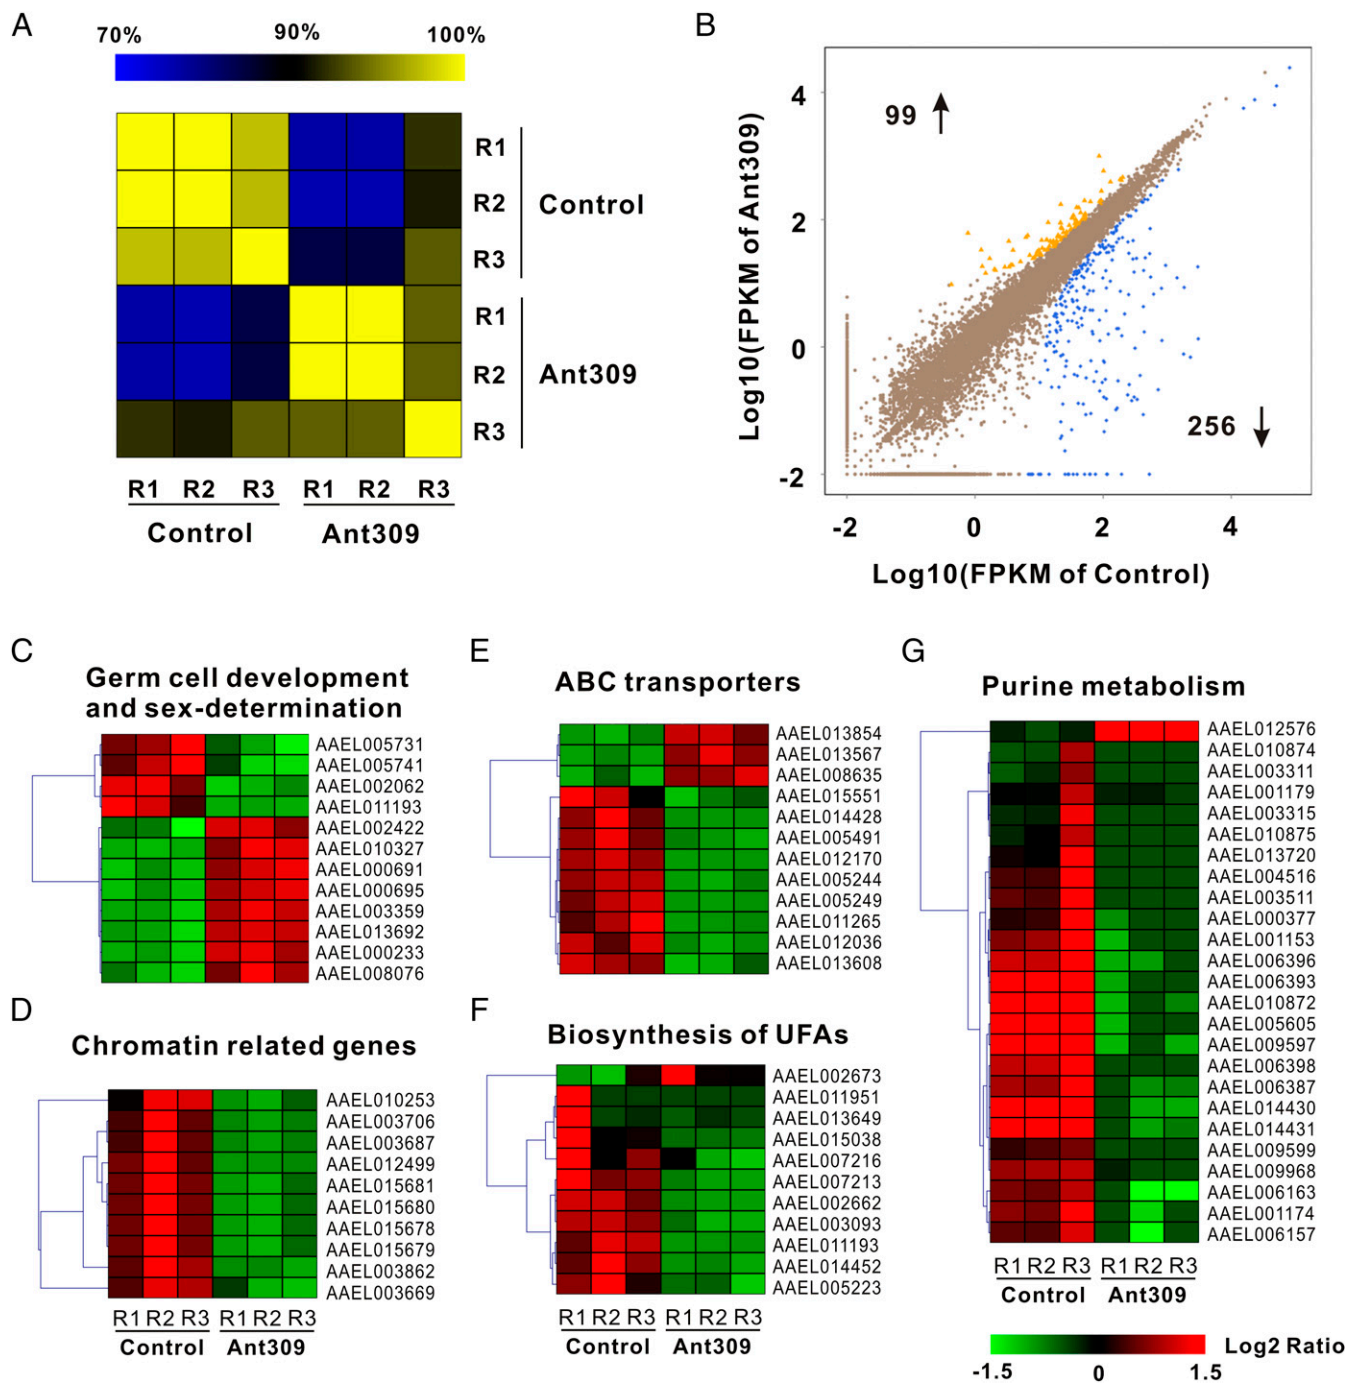 A
70%
90%
100%
R1
R2
R3
Control
R1
R2
R3
Ant309
R1 R2 R3 R1 R2 R3
Control Ant309
B
Log10(FPKM of Ant309)
4
2
0
-2
99
256
-2 0 2 4
Log10(FPKM of Control)
C
Germ cell development
and sex-determination
AAEL005731
AAEL005741
AAEL002062
AAEL011193
AAEL002422
AAEL010327
AAEL000691
AAEL000695
AAEL003359
AAEL013692
AAEL000233
AAEL008076
D
Chromatin related genes
AAEL010253
AAEL003706
AAEL003687
AAEL012499
AAEL015681
AAEL015680
AAEL015678
AAEL015679
AAEL003862
AAEL003669
R1 R2 R3 R1 R2 R3
Control Ant309
E
ABC transporters
AAEL013854
AAEL013567
AAEL008635
AAEL015551
AAEL014428
AAEL005491
AAEL012170
AAEL005244
AAEL005249
AAEL011265
AAEL012036
AAEL013608
F
Biosynthesis of UFAs
AAEL002673
AAEL011951
AAEL013649
AAEL015038
AAEL007216
AAEL007213
AAEL002662
AAEL003093
AAEL011193
AAEL014452
AAEL005223
R1 R2 R3 R1 R2 R3
Control Ant309
G
Purine metabolism
AAEL012576
AAEL010874
AAEL003311
AAEL001179
AAEL003315
AAEL010875
AAEL013720
AAEL004516
AAEL003511
AAEL000377
AAEL001153
AAEL006396
AAEL006393
AAEL010872
AAEL005605
AAEL009597
AAEL006398
AAEL006387
AAEL014430
AAEL014431
AAEL009599
AAEL009968
AAEL006163
AAEL001174
AAEL006157
R1 R2 R3 R1 R2 R3
Control Ant309
Log2 Ratio
-1.5 0 1.5